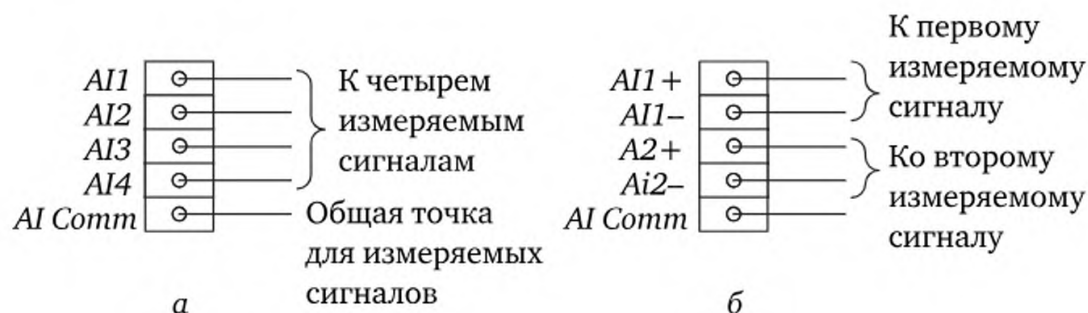 AI1
AI2
AI3
AI4
AI Comm
К четырем
измеряемым
сигналам
Общая точка
для измеряемых
сигналов
а
AI1+
AI1–
A2+
Ai2–
AI Comm
К первому
измеряемому
сигналу
Ко второму
измеряемому
сигналу
б